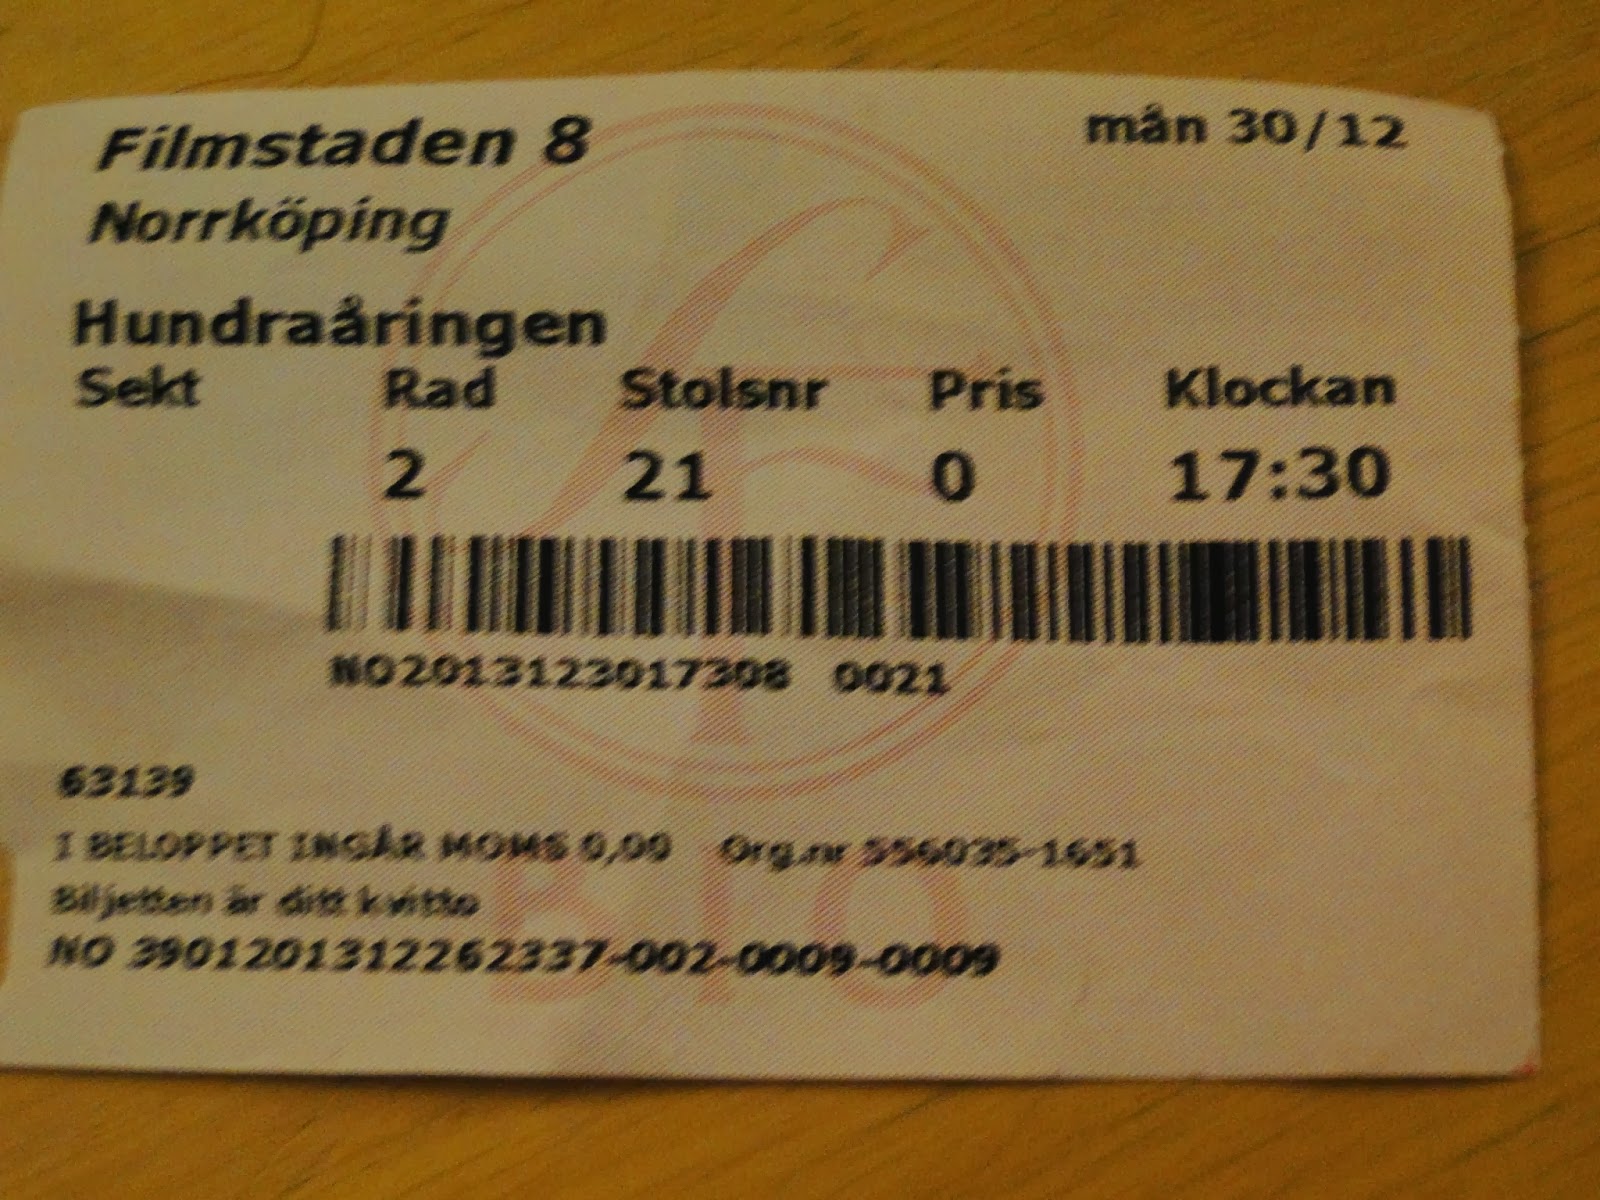 Filmstaden 8 mån 30/12
Norrköping
Hundraåringen
Sekt Rad Stolsnr Pris Klockan
2 21 0 17:30
NO2013123017308 0021
63139
I BELOPPET INGÅR MOMS 0,00 Org.nr 556035-1651
Biljetten är ditt kvitto
NO 3901201312262337-002-0009-0009
BIO